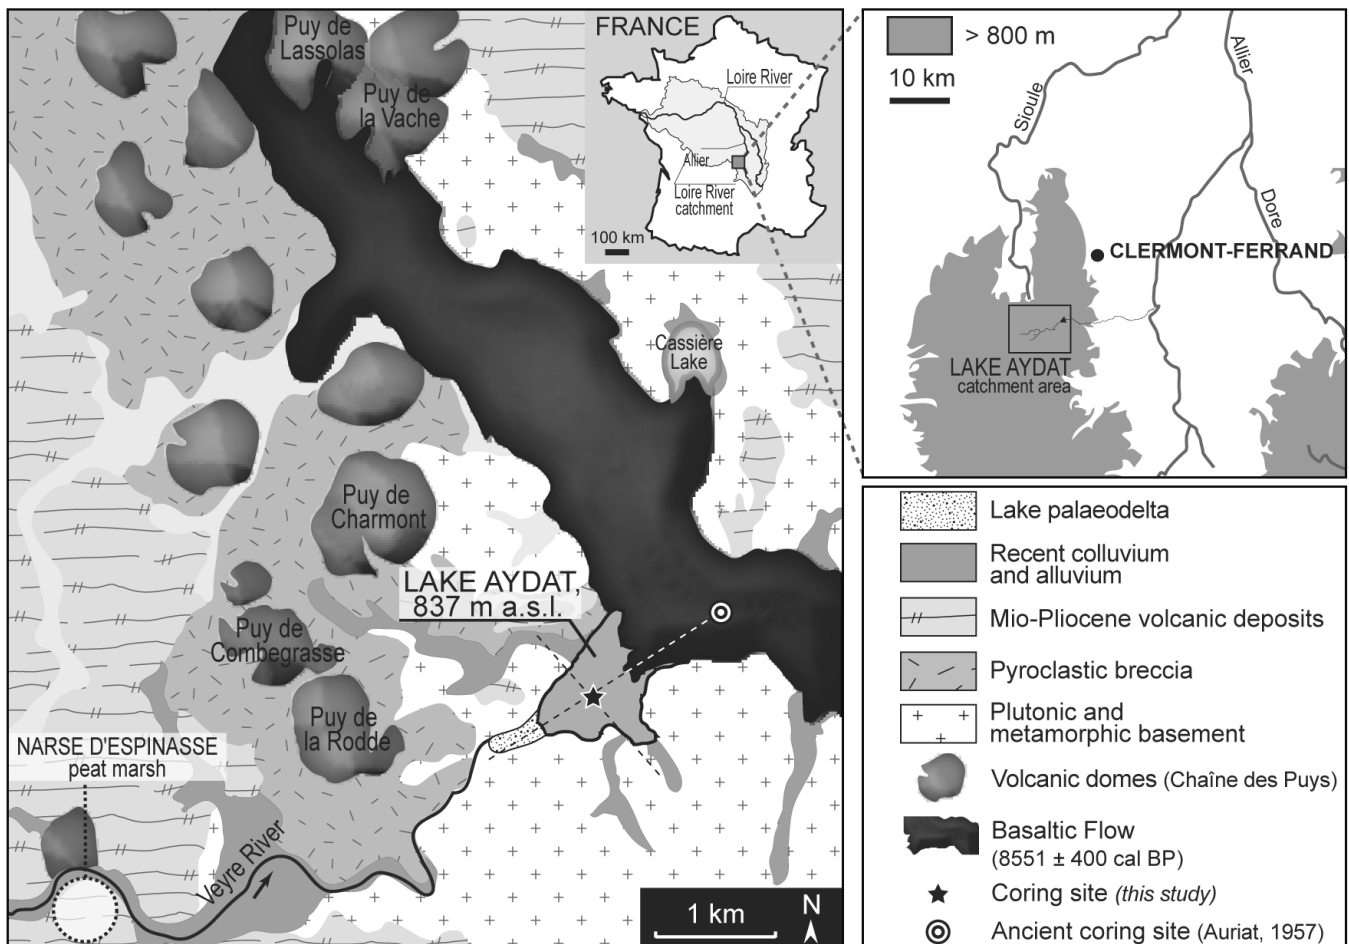 Puy de
Lassolas
Puy de
la Vache
FRANCE
Loire River
Allier
Loire River
catchment
100 km
Cassière
Lake
Puy de
Charmont
LAKE AYDAT,
837 m a.s.l.
Puy de
Combegrasse
Puy de
la Rodde
NARSE D'ESPINASSE
peat marsh
Veyre River
1 km
N
> 800 m
10 km
Sioule
Allier
Dore
CLERMONT-FERRAND
LAKE AYDAT
catchment area
Lake palaeodelta
Recent colluvium
and alluvium
Mio-Pliocene volcanic deposits
Pyroclastic breccia
Plutonic and
metamorphic basement
Volcanic domes (Chaîne des Puys)
Basaltic Flow
(8551 ± 400 cal BP)
Coring site (this study)
Ancient coring site (Auriat, 1957)